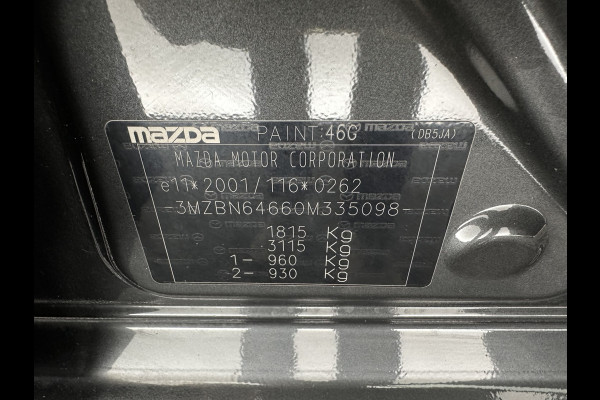 mazda PAINT:46G (DB5JA)
MAZDA MOTOR CORPORATION
e11*2001/116*0262
-3MZBN64660M335098-
1815 Kg
3115 Kg
1- 960 Kg
2- 930 Kg